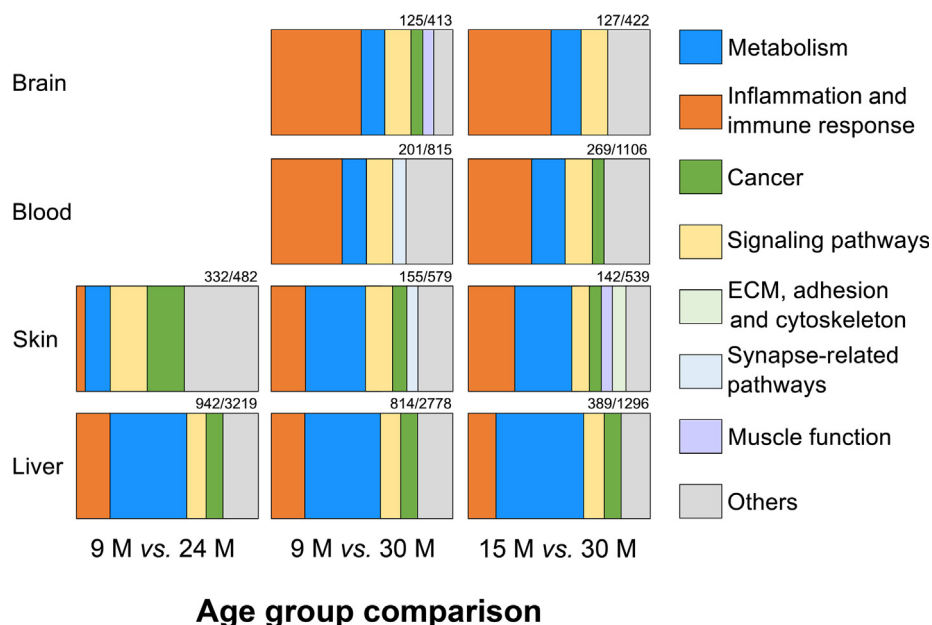 125/413
127/422
Brain
201/815
269/1106
Blood
332/482
155/579
142/539
Skin
942/3219
814/2778
389/1296
Liver
9 M vs. 24 M
9 M vs. 30 M
15 M vs. 30 M
Age group comparison
Metabolism
Inflammation and
immune response
Cancer
Signaling pathways
ECM, adhesion
and cytoskeleton
Synapse-related
pathways
Muscle function
Others